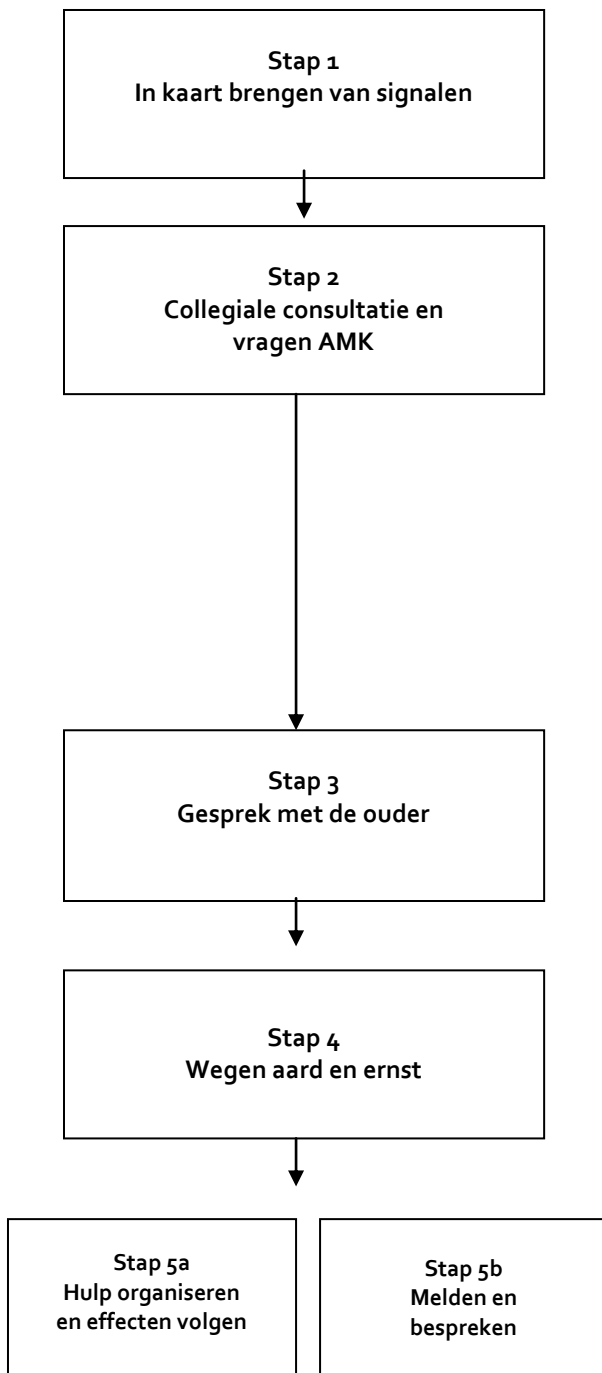 Stap 1
In kaart brengen van signalen
Stap 2
Collegiale consultatie en
vragen AMK
Stap 3
Gesprek met de ouder
Stap 4
Wegen aard en ernst
Stap 5a
Hulp organiseren
en effecten volgen
Stap 5b
Melden en
bespreken